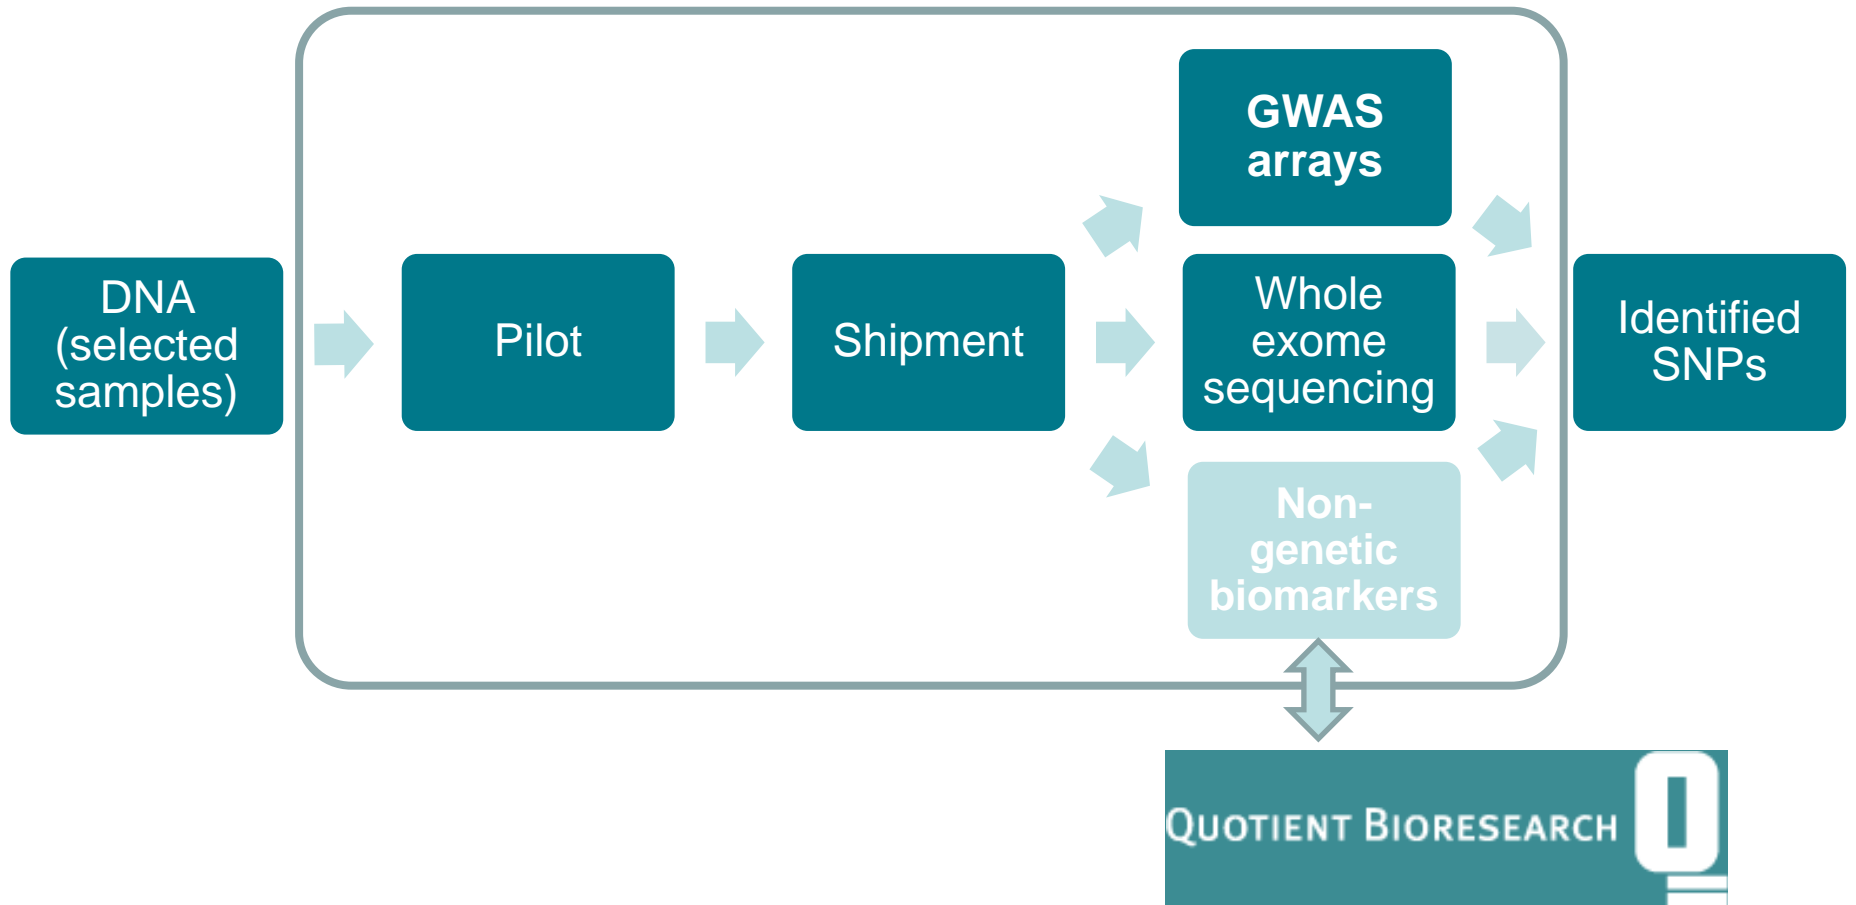 DNA
(selected
samples)
Pilot
Shipment
GWAS
arrays
Whole
exome
sequencing
Non-
genetic
biomarkers
Identified
SNPs
QUOTIENT BIORESEARCH